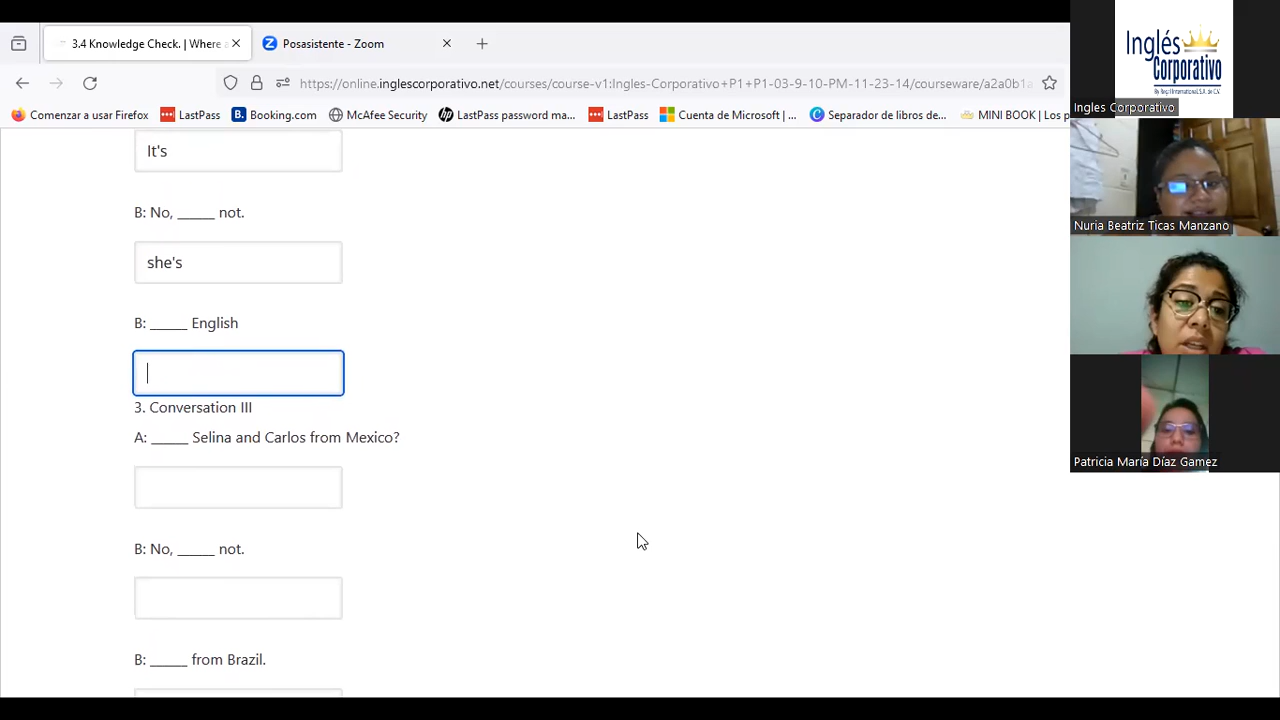 3.4 Knowledge Check. | Where a
Posasistente - Zoom
https://online.inglescorporativo.net/courses/course-v1:Ingles-Corporativo+P1+P1-03-9-10-PM-11-23-14/courseware/a2a0b1a
Comenzar a usar Firefox
LastPass
B.
Booking.com
McAfee Security
hp
LastPass password ma...
LastPass
Cuenta de Microsoft | ...
Separador de libros de...
MINI BOOK | Los p
It's
B: No, _____ not.
she's
B: _____ English
3. Conversation III
A: _____ Selina and Carlos from Mexico?
B: No, _____ not.
B: _____ from Brazil.
Inglés
Corporativo
Ingles Corporativo
Nuria Beatriz Ticas Manzano
Patricia María Díaz Gamez